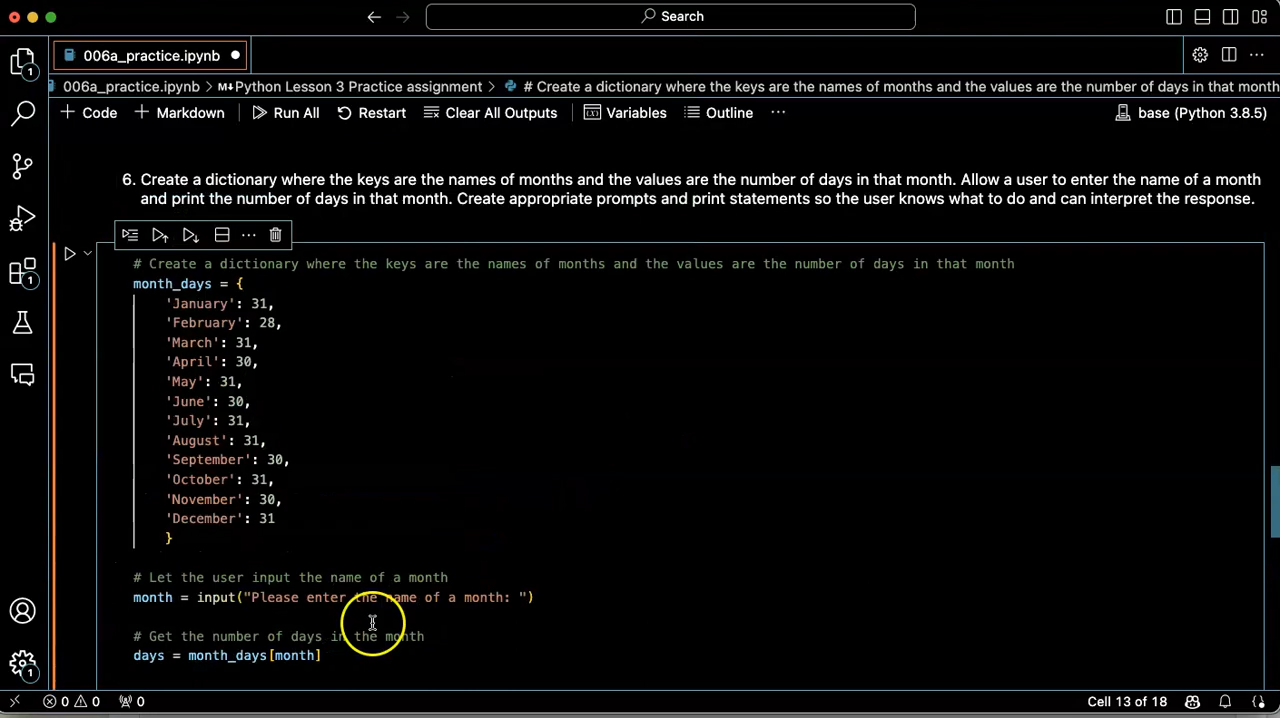 Search
006a_practice.ipynb
006a_practice.ipynb > M↓Python Lesson 3 Practice assignment > # Create a dictionary where the keys are the names of months and the values are the number of days in that month
+ Code + Markdown Run All Restart Clear All Outputs Variables Outline ... base (Python 3.8.5)
6. Create a dictionary where the keys are the names of months and the values are the number of days in that month. Allow a user to enter the name of a month
and print the number of days in that month. Create appropriate prompts and print statements so the user knows what to do and can interpret the response.
# Create a dictionary where the keys are the names of months and the values are the number of days in that month
month_days = {
'January': 31,
'February': 28,
'March': 31,
'April': 30,
'May': 31,
'June': 30,
'July': 31,
'August': 31,
'September': 30,
'October': 31,
'November': 30,
'December': 31
}
# Let the user input the name of a month
month = input("Please enter the name of a month: ")
# Get the number of days in the month
days = month_days[month]
1
1
1
0 0 0 Cell 13 of 18